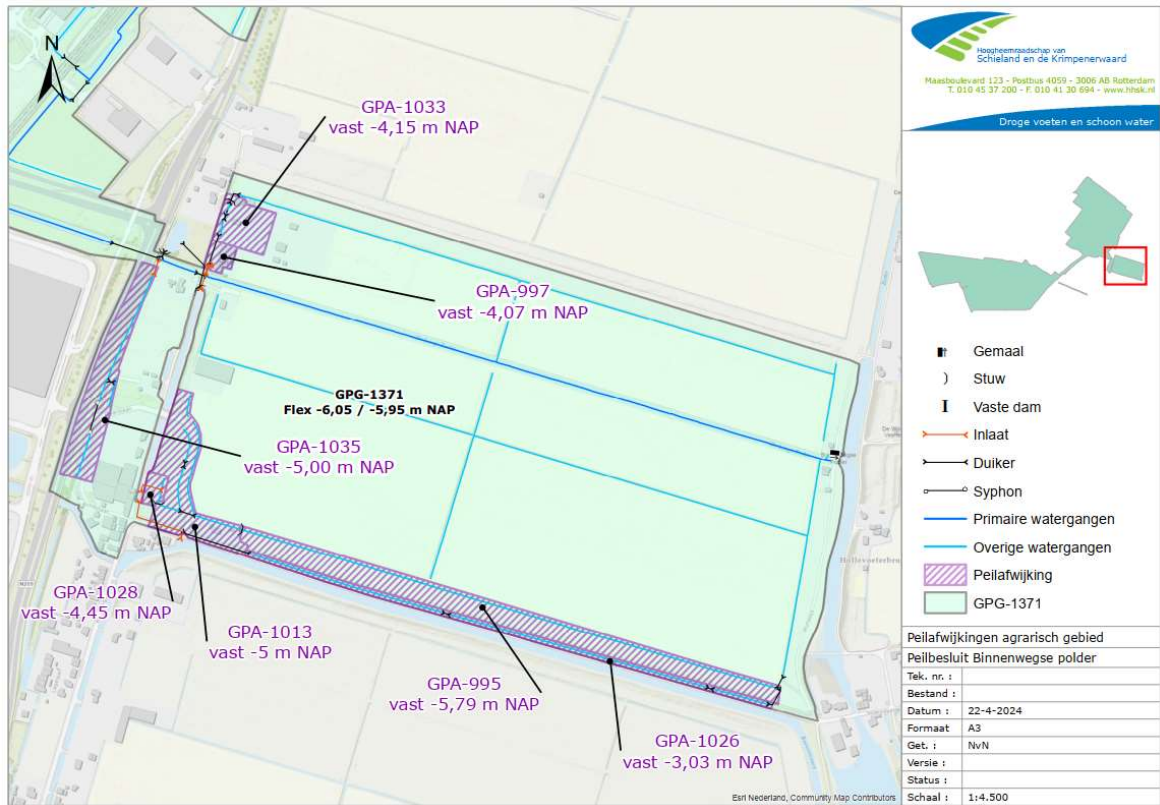 N
GPA-1033
vast -4,15 m NAP
GPA-997
vast -4,07 m NAP
GPG-1371
Flex -6,05 / -5,95 m NAP
GPA-1035
vast -5,00 m NAP
GPA-1028
vast -4,45 m NAP
GPA-1013
vast -5 m NAP
GPA-995
vast -5,79 m NAP
GPA-1026
vast -3,03 m NAP
Esri Nederland, Community Map Contributors
Hoogheemraadschap van
Schieland en de Krimpenerwaard
Maasboulevard 123 - Postbus 4059 - 3006 AB Rotterdam
T. 010 45 37 200 - F. 010 41 30 694 - www.hhsk.nl
Droge voeten en schoon water
Gemaal
Stuw
Vaste dam
Inlaat
Duiker
Syphon
Primaire watergangen
Overige watergangen
Peilafwijking
GPG-1371
Peilafwijkingen agrarisch gebied
Peilbesluit Binnenwegse polder
Tek. nr. :
Bestand :
Datum : 22-4-2024
Formaat A3
Get. : NvN
Versie :
Status :
Schaal : 1:4.500